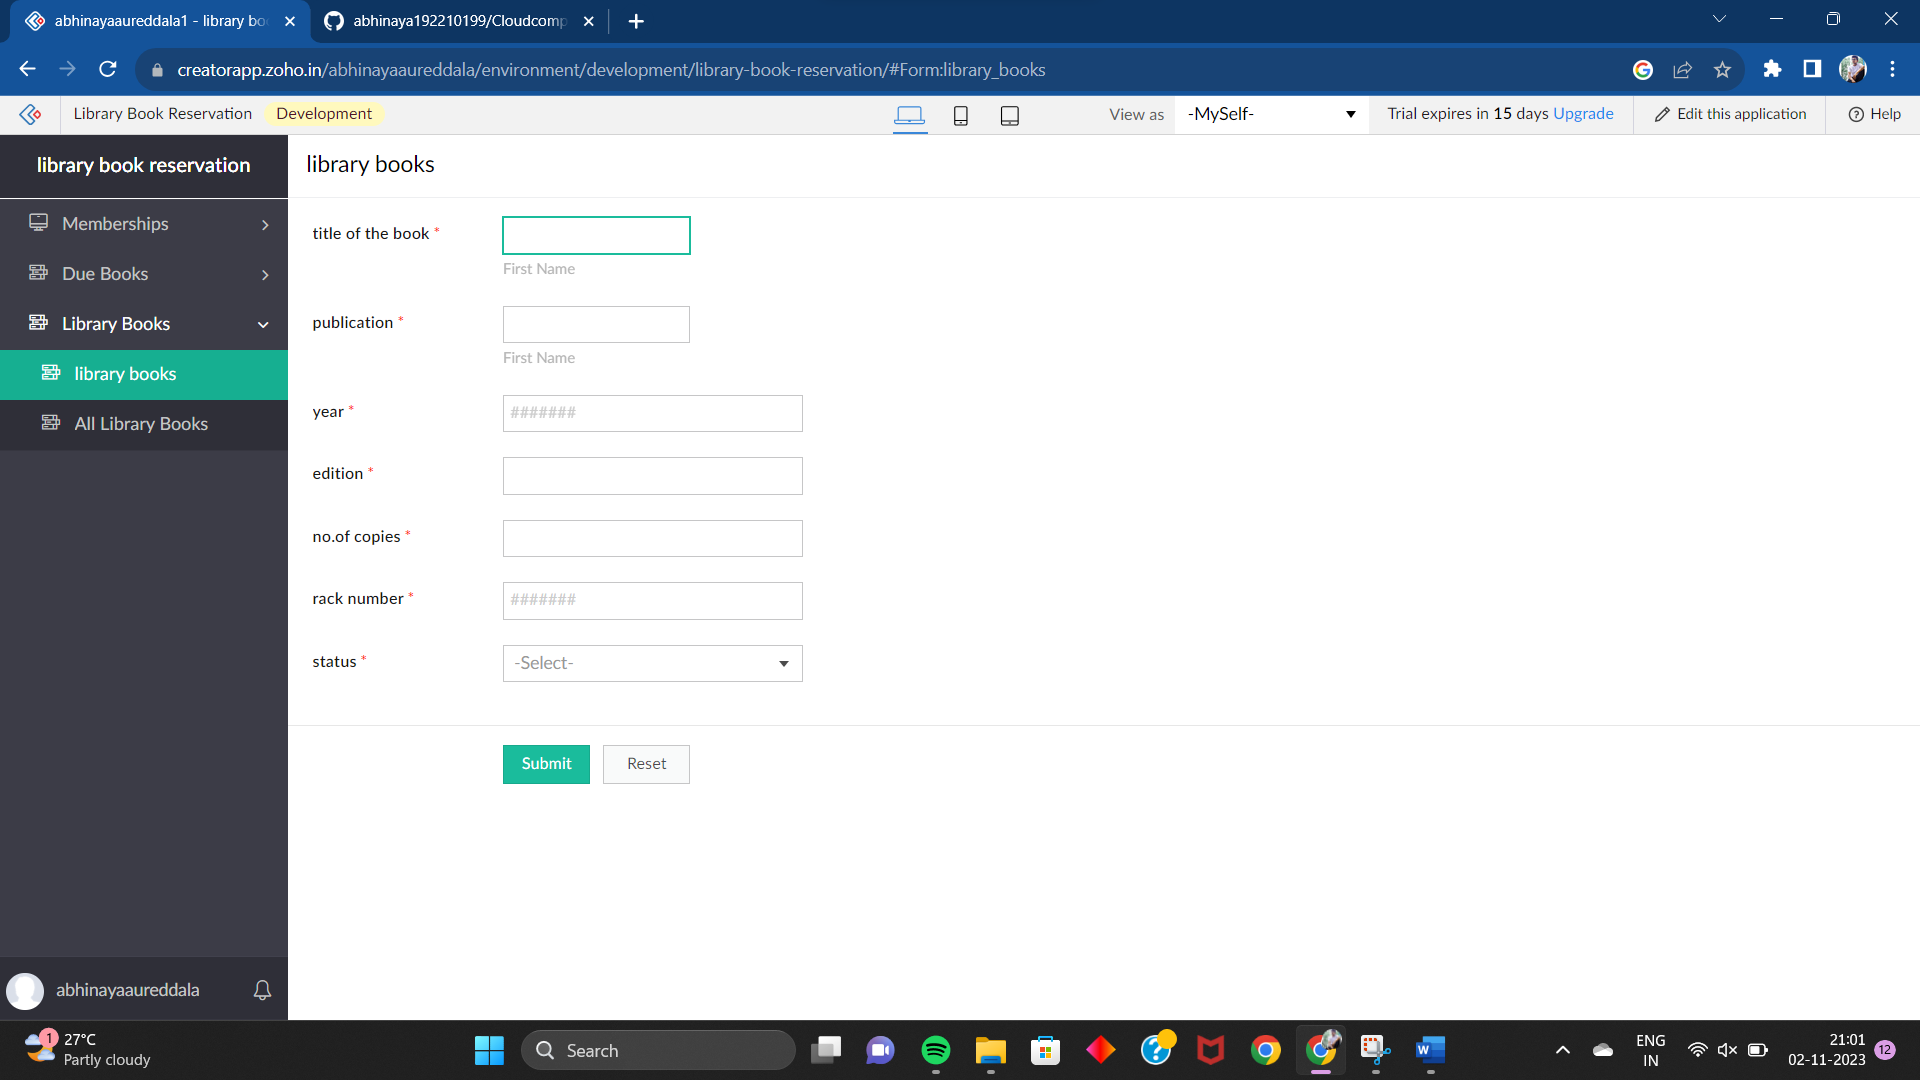 abhinayaaureddala1 - library bo
abhinaya192210199/Cloudcomp
creatorapp.zoho.in/abhinayaaureddala/environment/development/library-book-reservation/#Form:library_books
Library Book Reservation Development View as -MySelf- Trial expires in 15 days Upgrade Edit this application Help
library book reservation
Memberships
Due Books
Library Books
library books
All Library Books
abhinayaaureddala
library books
title of the book *
First Name
publication *
First Name
year * #######
edition *
no.of copies *
rack number * #######
status * -Select-
Submit Reset
1 27°C
Partly cloudy
Search
W
ENG
IN
21:01
02-11-2023
12